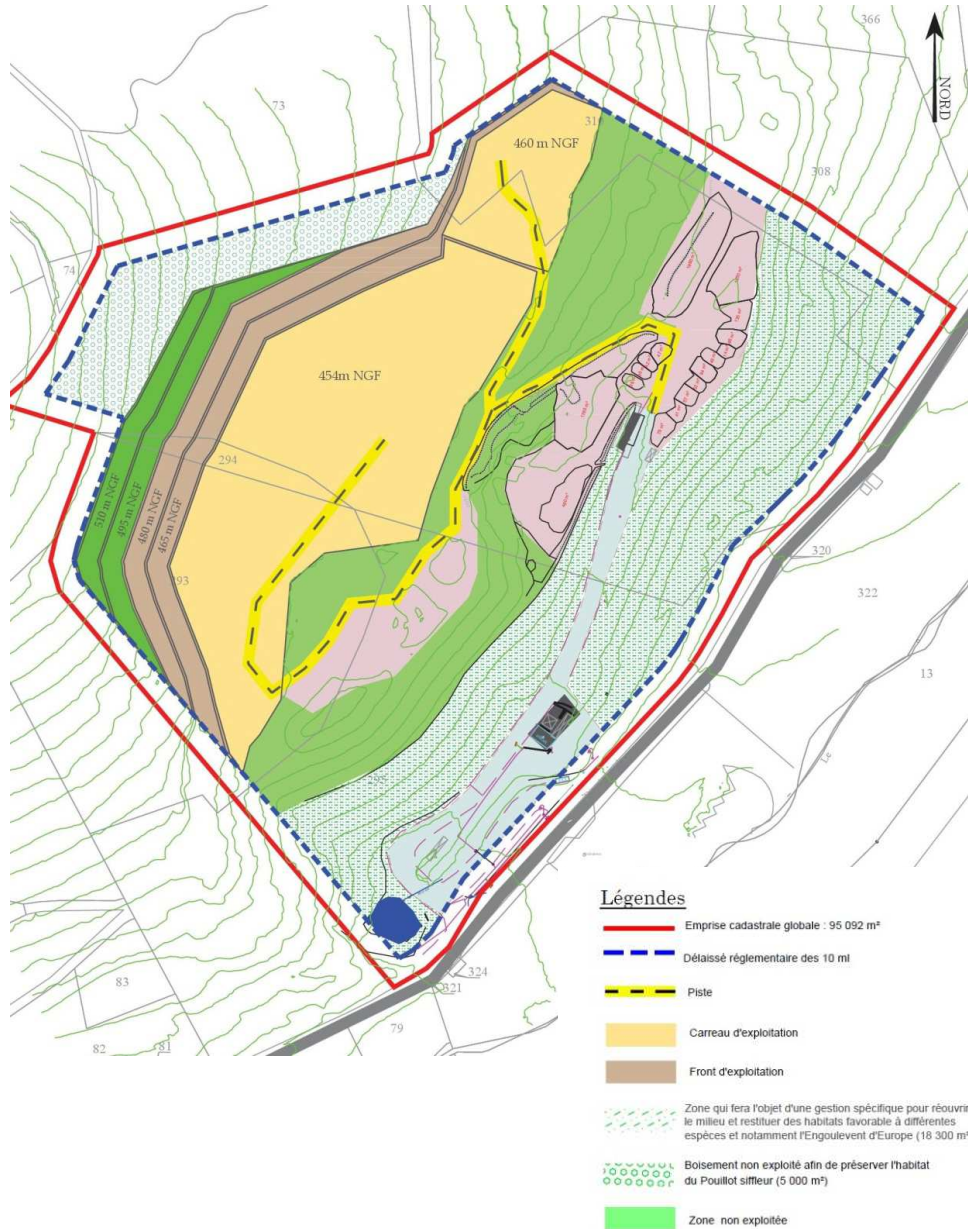 366
NORD
73
31
460 m NGF
308
74
454m NGF
294
510 m NGF
495 m NGF
480 m NGF
465 m NGF
293
320
322
13
Le
83
324
321
79
82
81
Légendes
Emprise cadastrale globale : 95 092 m²
Délaissé réglementaire des 10 ml
Piste
Carreau d'exploitation
Front d'exploitation
Zone qui fera l'objet d'une gestion spécifique pour réouvrir
le milieu et restituer des habitats favorable à différentes
espèces et notamment l'Engoulevent d'Europe (18 300 m²
Boisement non exploité afin de préserver l'habitat
du Pouillot siffleur (5 000 m²)
Zone non exploitée